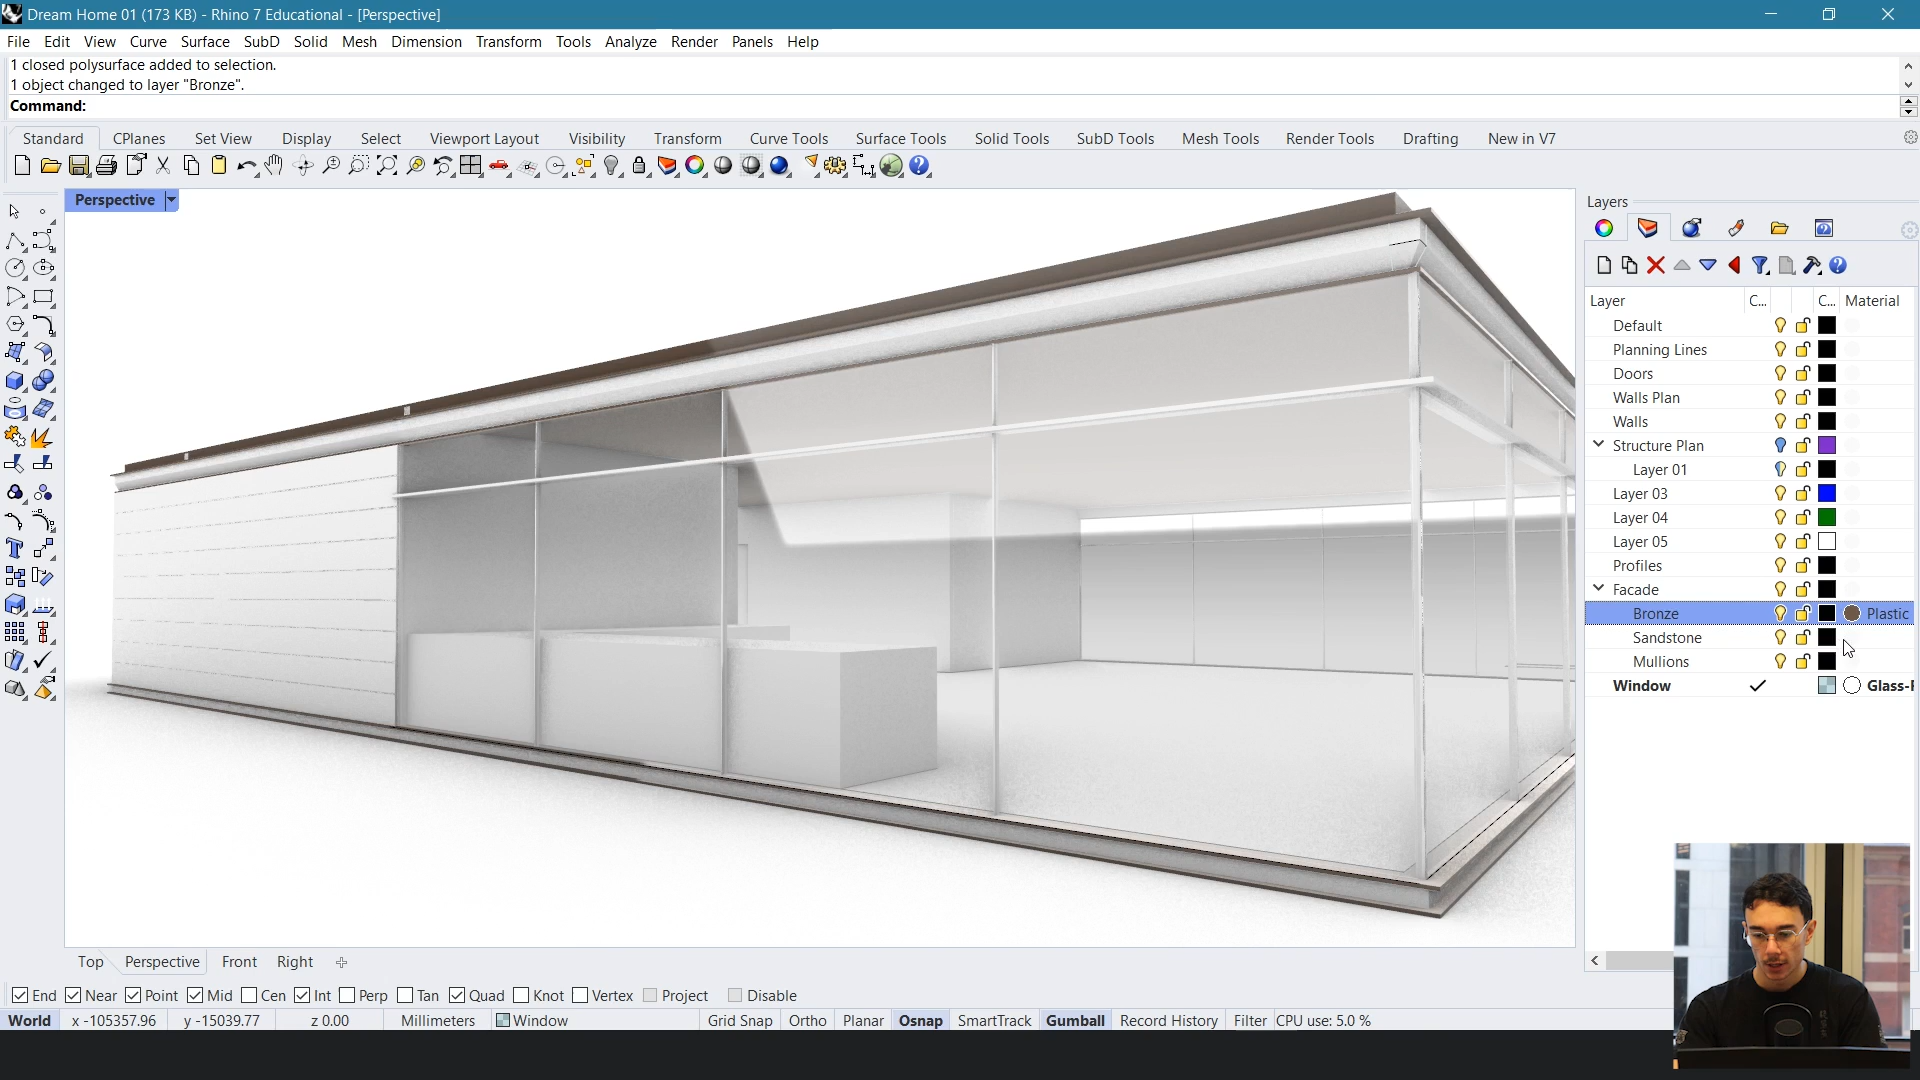 Dream Home 01 (173 KB) - Rhino 7 Educational - [Perspective]
File Edit View Curve Surface SubD Solid Mesh Dimension Transform Tools Analyze Render Panels Help
1 closed polysurface added to selection.
1 object changed to layer "Bronze".
Command:
Standard CPlanes Set View Display Select Viewport Layout Visibility Transform Curve Tools Surface Tools Solid Tools SubD Tools Mesh Tools Render Tools Drafting New in V7
Perspective
Layers
Layer C... C... Material
Default
Planning Lines
Doors
Walls Plan
Walls
Structure Plan
Layer 01
Layer 03
Layer 04
Layer 05
Profiles
Facade
Bronze Plastic
Sandstone
Mullions
Window Glass-
Top Perspective Front Right
End Near Point Mid Cen Int Perp Tan Quad Knot Vertex Project Disable
World x -105357.96 y -15039.77 z 0.00 Millimeters Window Grid Snap Ortho Planar Osnap SmartTrack Gumball Record History Filter CPU use: 5.0 %